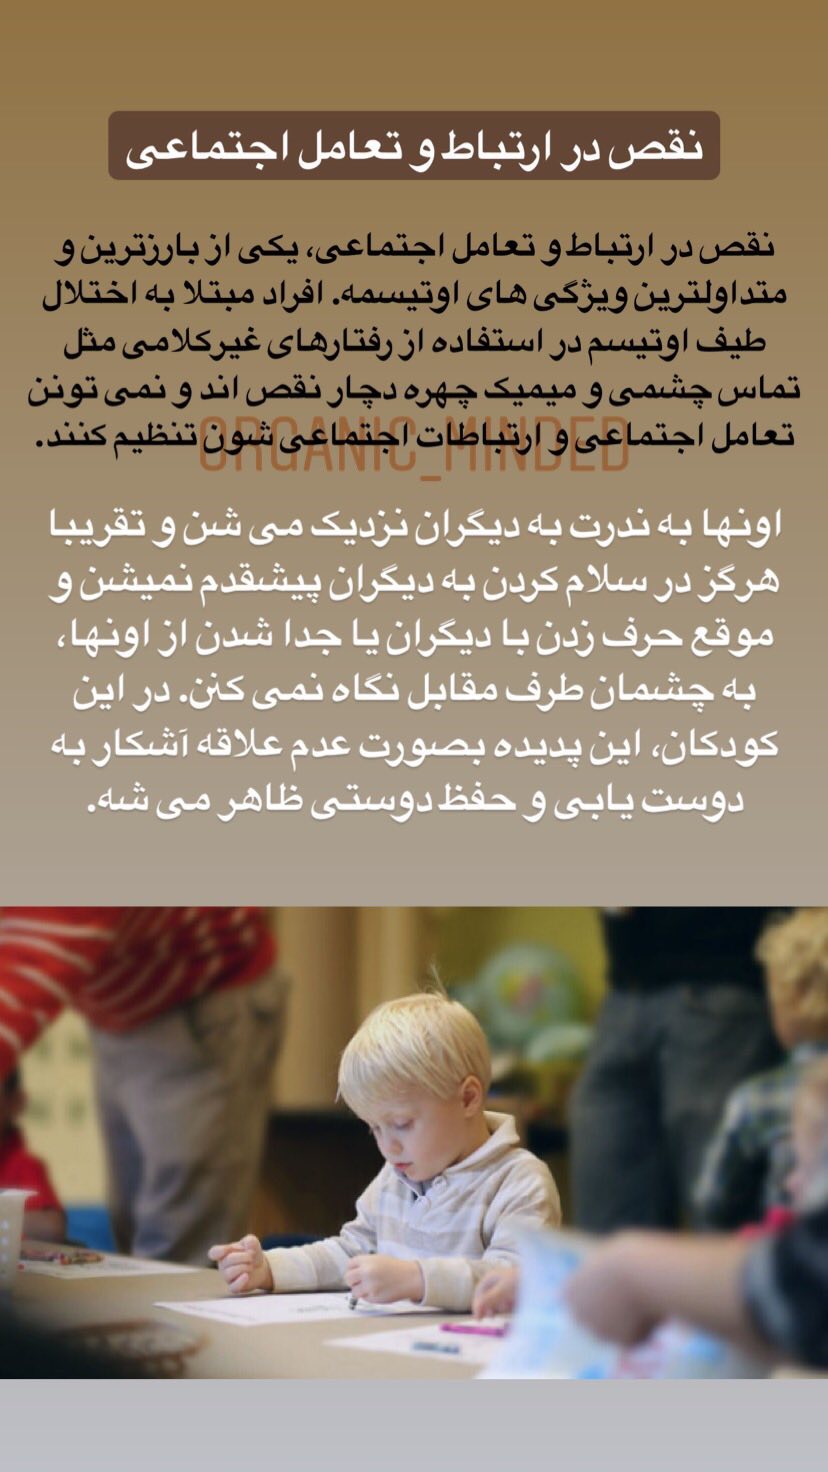 نقص در ارتباط و تعامل اجتماعی
نقص در ارتباط و تعامل اجتماعی، یکی از بارزترین و
متداولترین ویژگی های اوتیسمه. افراد مبتلا به اختلال
طیف اوتیسم در استفاده از رفتارهای غیرکلامی مثل
تماس چشمی و میمیک چهره دچار نقص اند و نمی تونن
تعامل اجتماعی و ارتباطات اجتماعی شون تنظیم کنند.
ORGANIC_MINDED
اونها به ندرت به دیگران نزدیک می شن و تقریبا
هرگز در سلام کردن به دیگران پیشقدم نمیشن و
موقع حرف زدن با دیگران یا جدا شدن از اونها،
به چشمان طرف مقابل نگاه نمی کنن. در این
کودکان، این پدیده بصورت عدم علاقه آشکار به
دوست یابی و حفظ دوستی ظاهر می شه.